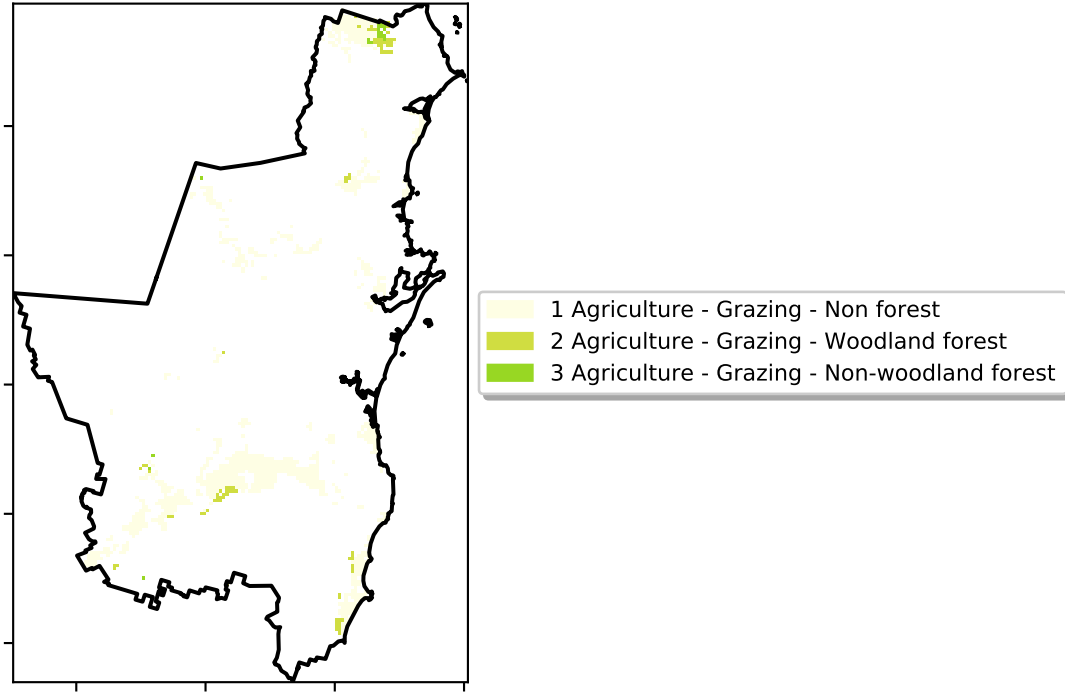 1 Agriculture - Grazing - Non forest
2 Agriculture - Grazing - Woodland forest
3 Agriculture - Grazing - Non-woodland forest